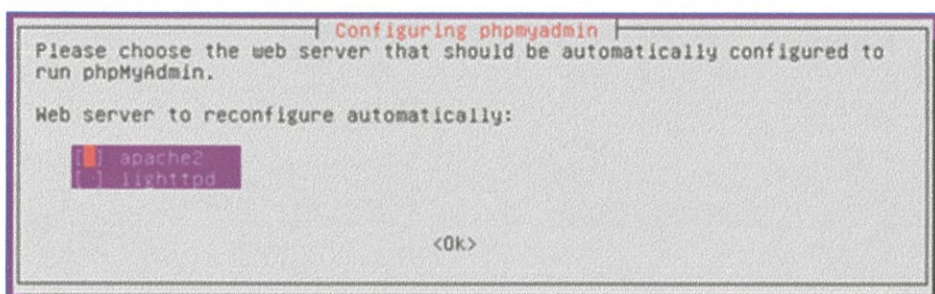 Configuring phpmyadmin
Please choose the web server that should be automatically configured to
run phpMyAdmin.
Web server to reconfigure automatically:
[ ] apache2
[ ] lighttpd
<Ok>